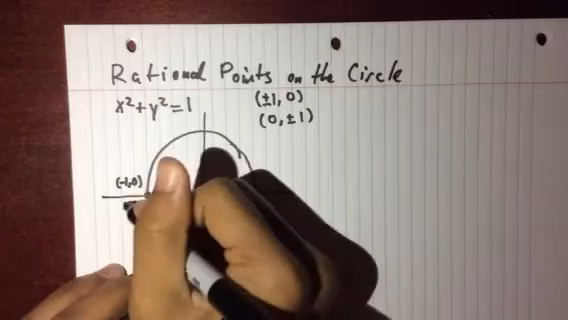 Rational Points on the Circle
x²+y²=1
(±1, 0)
(0, ±1)
(-1,0)